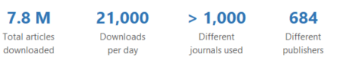 7.8 M 21,000 > 1,000 684
Total articles Downloads Different Different
downloaded per day journals used publishers